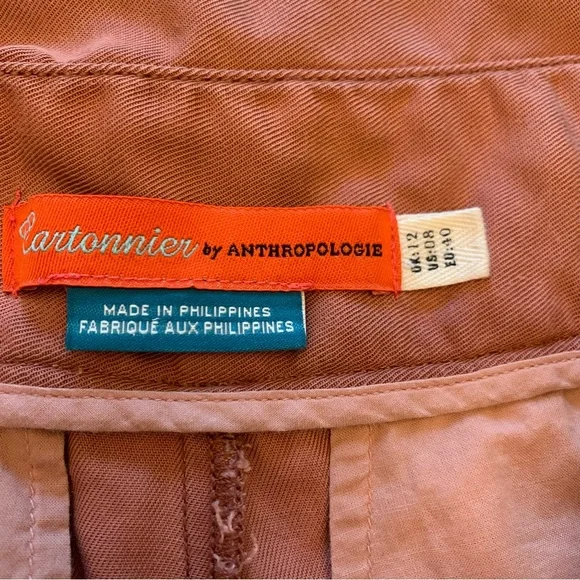 Cartonnier by ANTHROPOLOGIE
UK:12
US:08
EU:40
MADE IN PHILIPPINES
FABRIQUÉ AUX PHILIPPINES